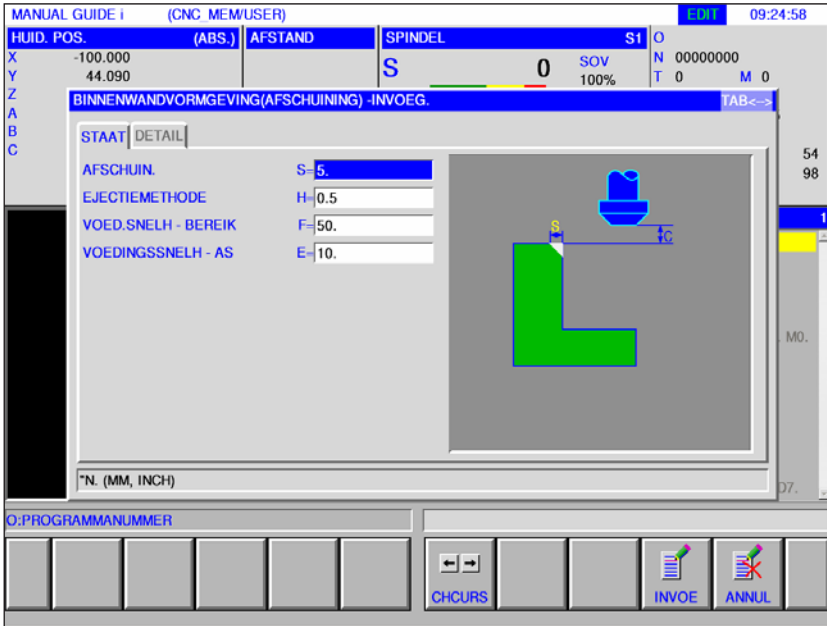 MANUAL GUIDE i (CNC_MEM/USER) EDIT 09:24:58
HUID. POS. (ABS.) AFSTAND SPINDEL S1 O
X -100.000 N 00000000
Y 44.090 S 0 SOV 100% T 0 M 0
Z
A
B
C
54
98
BINNENWANDVORMGEVING(AFSCHUINING) -INVOEG. TAB<-->
STAAT DETAIL
AFSCHUIN. S=5.
EJECTIEMETHODE H=0.5
VOED.SNELH - BEREIK F=50.
VOEDINGSSNELH - AS E=10.
S
C
1
M0.
D7.
"N. (MM, INCH)
O:PROGRAMMANUMMER
CHCURS INVOE ANNUL